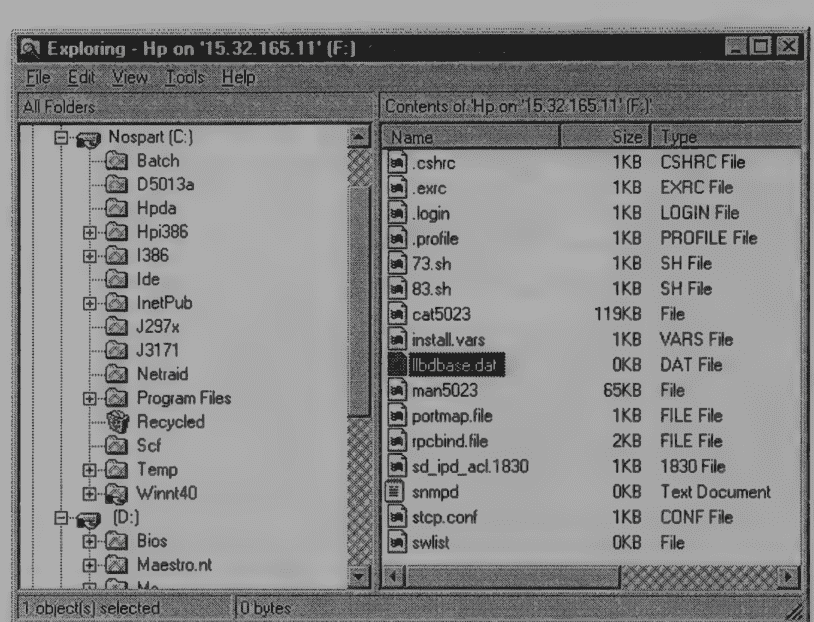 Exploring - Hp on '15.32.165.11' (F:)
File Edit View Tools Help
All Folders
Nospart (C:)
Batch
D5013a
Hpda
Hpi386
I386
Ide
InetPub
J297x
J3171
Netraid
Program Files
Recycled
Scf
Temp
Winnt40
(D:)
Bios
Maestro.nt
Contents of 'Hp on '15.32.165.11' (F:)'
Name Size Type
.cshrc 1KB CSHRC File
.exrc 1KB EXRC File
.login 1KB LOGIN File
.profile 1KB PROFILE File
73.sh 1KB SH File
83.sh 1KB SH File
cat5023 119KB File
install.vars 1KB VARS File
llbdbase.dat 0KB DAT File
man5023 65KB File
portmap.file 1KB FILE File
rpcbind.file 2KB FILE File
sd_ipd_acl.1830 1KB 1830 File
snmpd 0KB Text Document
stcp.conf 1KB CONF File
swlist 0KB File
1 object(s) selected 0 bytes